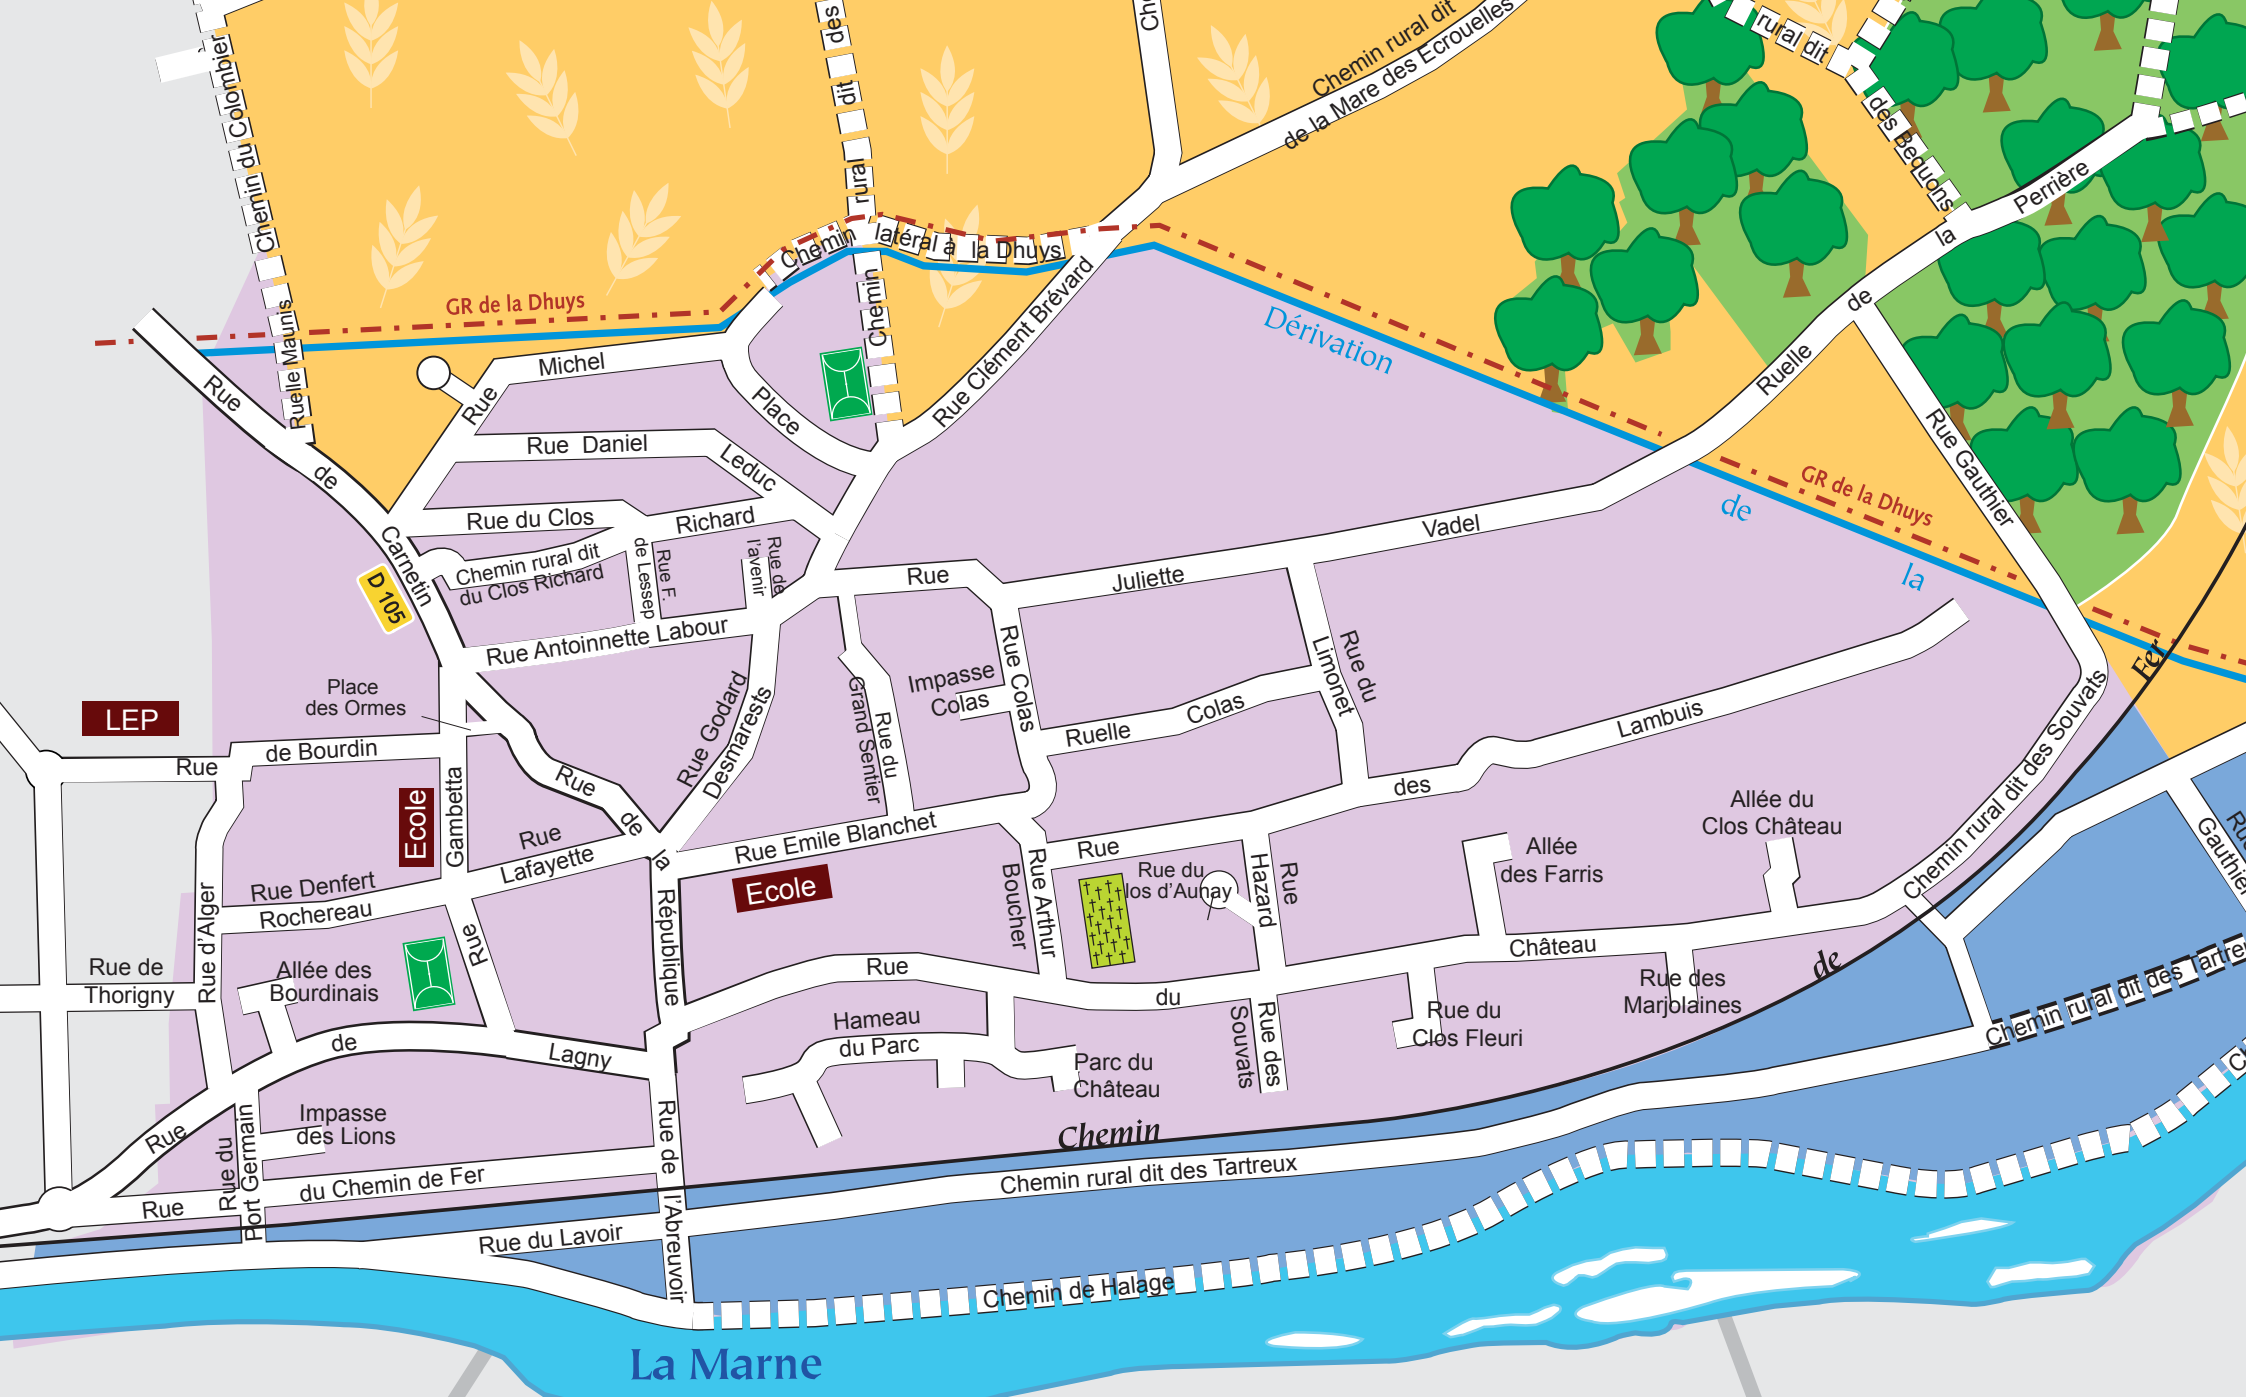 Chemin du Colombier
rural dit des
Chemin
Chemin rural dit
de la Mare des Ecrouelles
rural dit
des Bequons
Ruelle de la Perrière
Chemin latéral à la Dhuys
GR de la Dhuys
Ruelle Maunis
Rue de Carnetin
D 105
Rue Michel
Place
Rue Clément Brévard
Dérivation de la
GR de la Dhuys
Rue Gauthier
Rue Daniel Leduc
Rue du Clos Richard
Chemin rural dit
du Clos Richard
Rue F.
de Lessep
Rue de
l'avenir
Rue Antoinnette Labour
Rue Juliette Vadel
Rue Colas
Impasse
Colas
Ruelle Colas
Rue du
Limonet
Rue du
Grand Sentier
Rue Godard
Desmarests
LEP
Place
des Ormes
Rue de Bourdin
Ecole
Rue Gambetta
Rue de la République
Rue
Lafayette
Rue Denfert
Rochereau
Rue d'Alger
Rue de
Thorigny
Allée des
Bourdinais
Rue Emile Blanchet
Ecole
Rue Arthur
Boucher
Rue des Lambuis
Rue du
los d'Aunay
Rue
Hazard
Allée
des Farris
Allée du
Clos Château
Chemin rural dit des Souvats
Rue du Château
Rue du
Clos Fleuri
Rue des
Marjolaines
Rue des
Souvats
Hameau
du Parc
Parc du
Château
Rue de Lagny
Impasse
des Lions
Rue du
Port Germain
Rue du Chemin de Fer
Rue de l'Abreuvoir
Chemin de Fer
Rue du Lavoir
Chemin rural dit des Tartreux
Chemin rural dit des Tartre
Gauthier
Chemin de Halage
La Marne